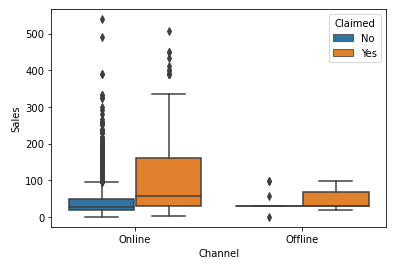 Claimed
No
Yes
500
400
300
200
100
0
Sales
Online
Offline
Channel